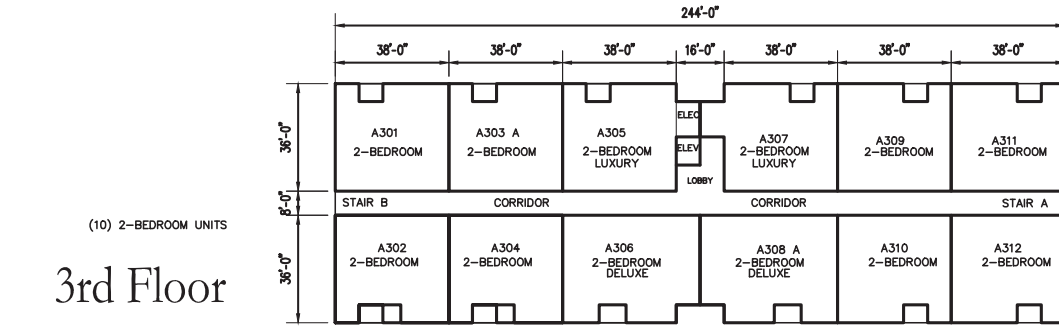 244'-0"
38'-0" 38'-0" 38'-0" 16'-0" 38'-0" 38'-0" 38'-0"
36'-0"
A301
2-BEDROOM
A303 A
2-BEDROOM
A305
2-BEDROOM
LUXURY
ELEC
ELEV
LOBBY
A307
2-BEDROOM
LUXURY
A309
2-BEDROOM
A311
2-BEDROOM
8'-0"
STAIR B
CORRIDOR
CORRIDOR
STAIR A
(10) 2-BEDROOM UNITS
3rd Floor
36'-0"
A302
2-BEDROOM
A304
2-BEDROOM
A306
2-BEDROOM
DELUXE
A308 A
2-BEDROOM
DELUXE
A310
2-BEDROOM
A312
2-BEDROOM